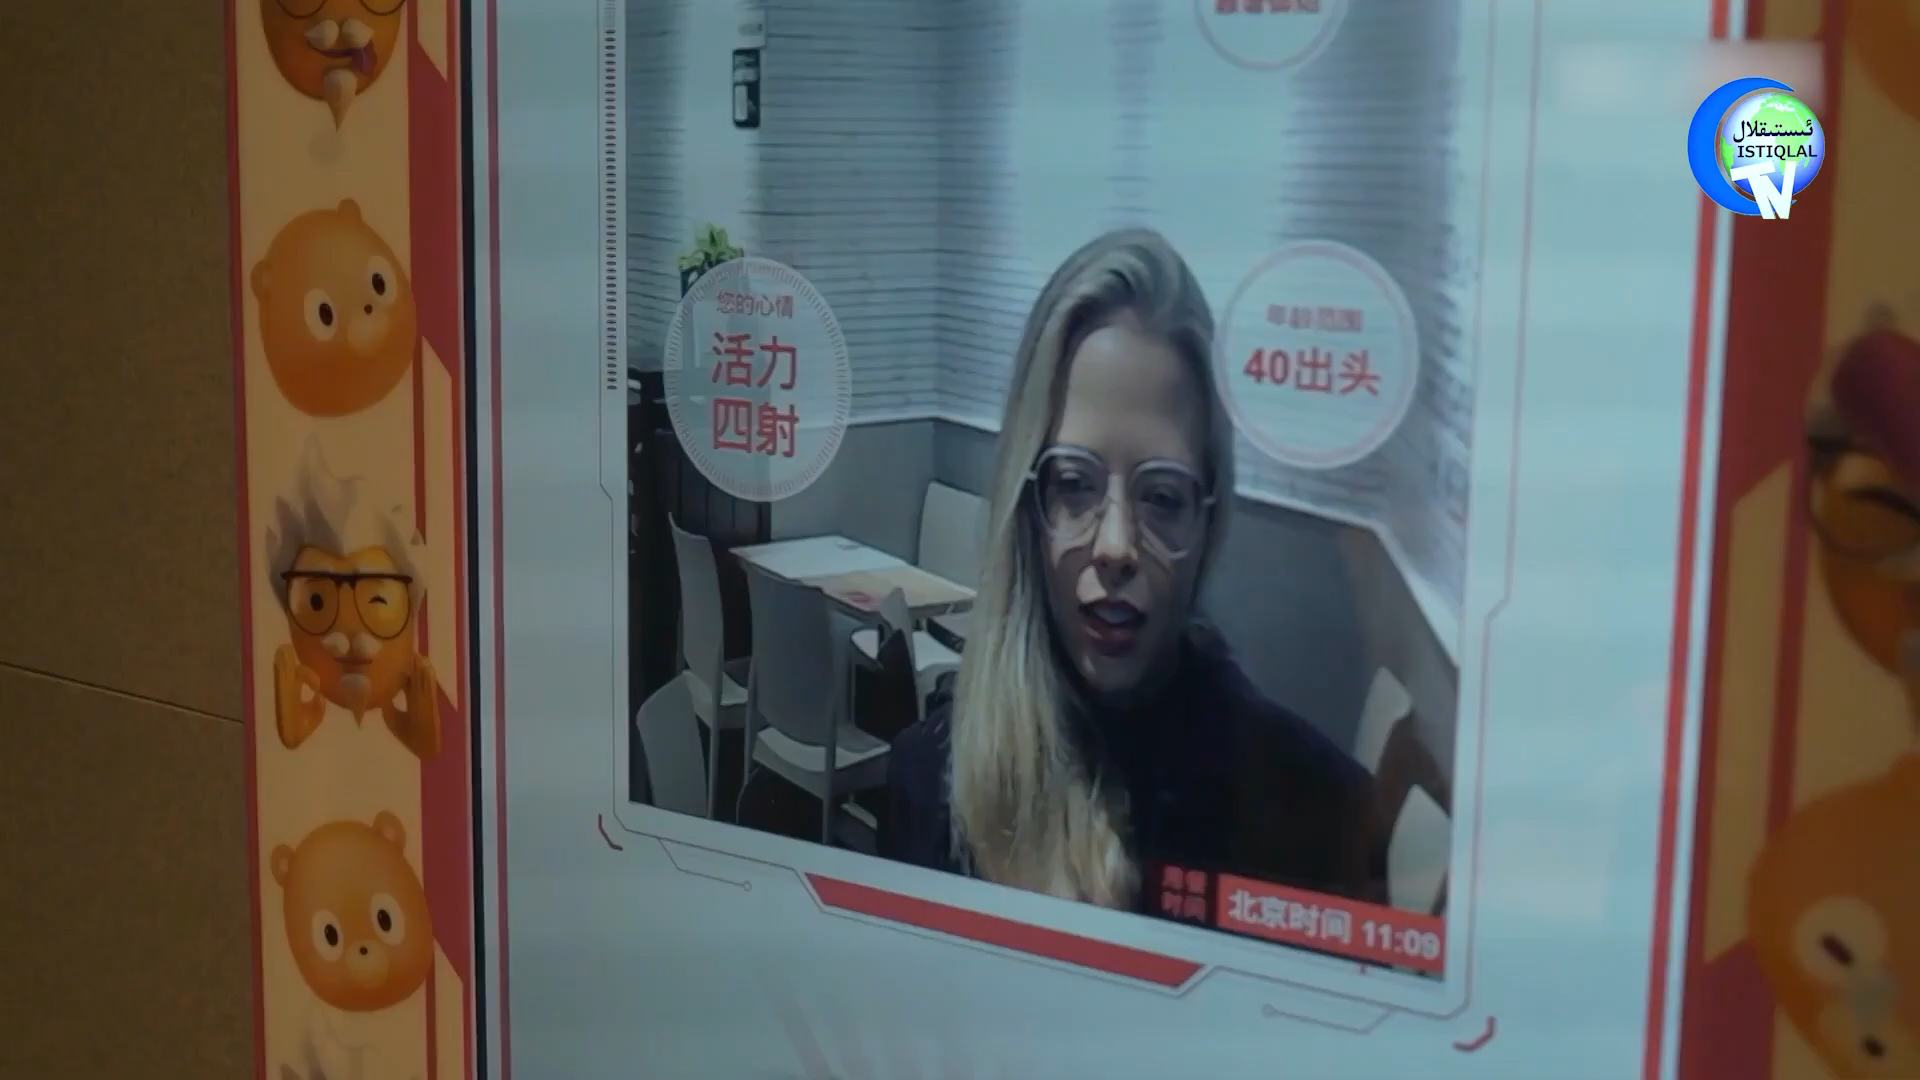 ئىستىقلال
ISTIQLAL
TV
您的心情
活力
四射
年龄范围
40出头
北京时间 11:09